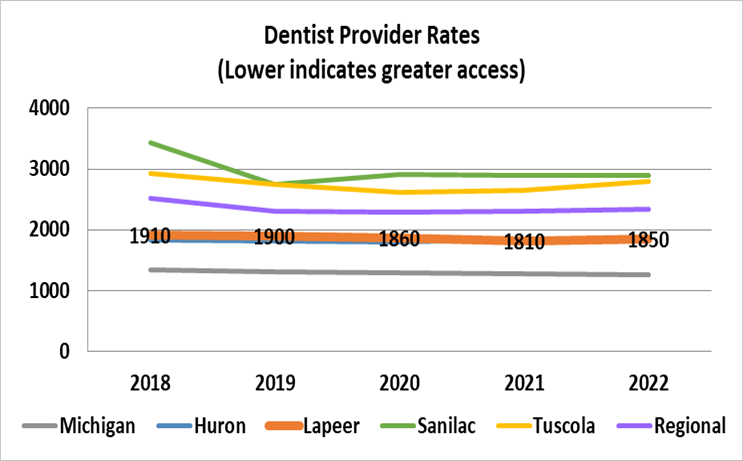 Dentist Provider Rates
(Lower indicates greater access)
4000
3000
2000
1910 1900 1860 1810 1850
1000
0
2018 2019 2020 2021 2022
Michigan Huron Lapeer Sanilac Tuscola Regional